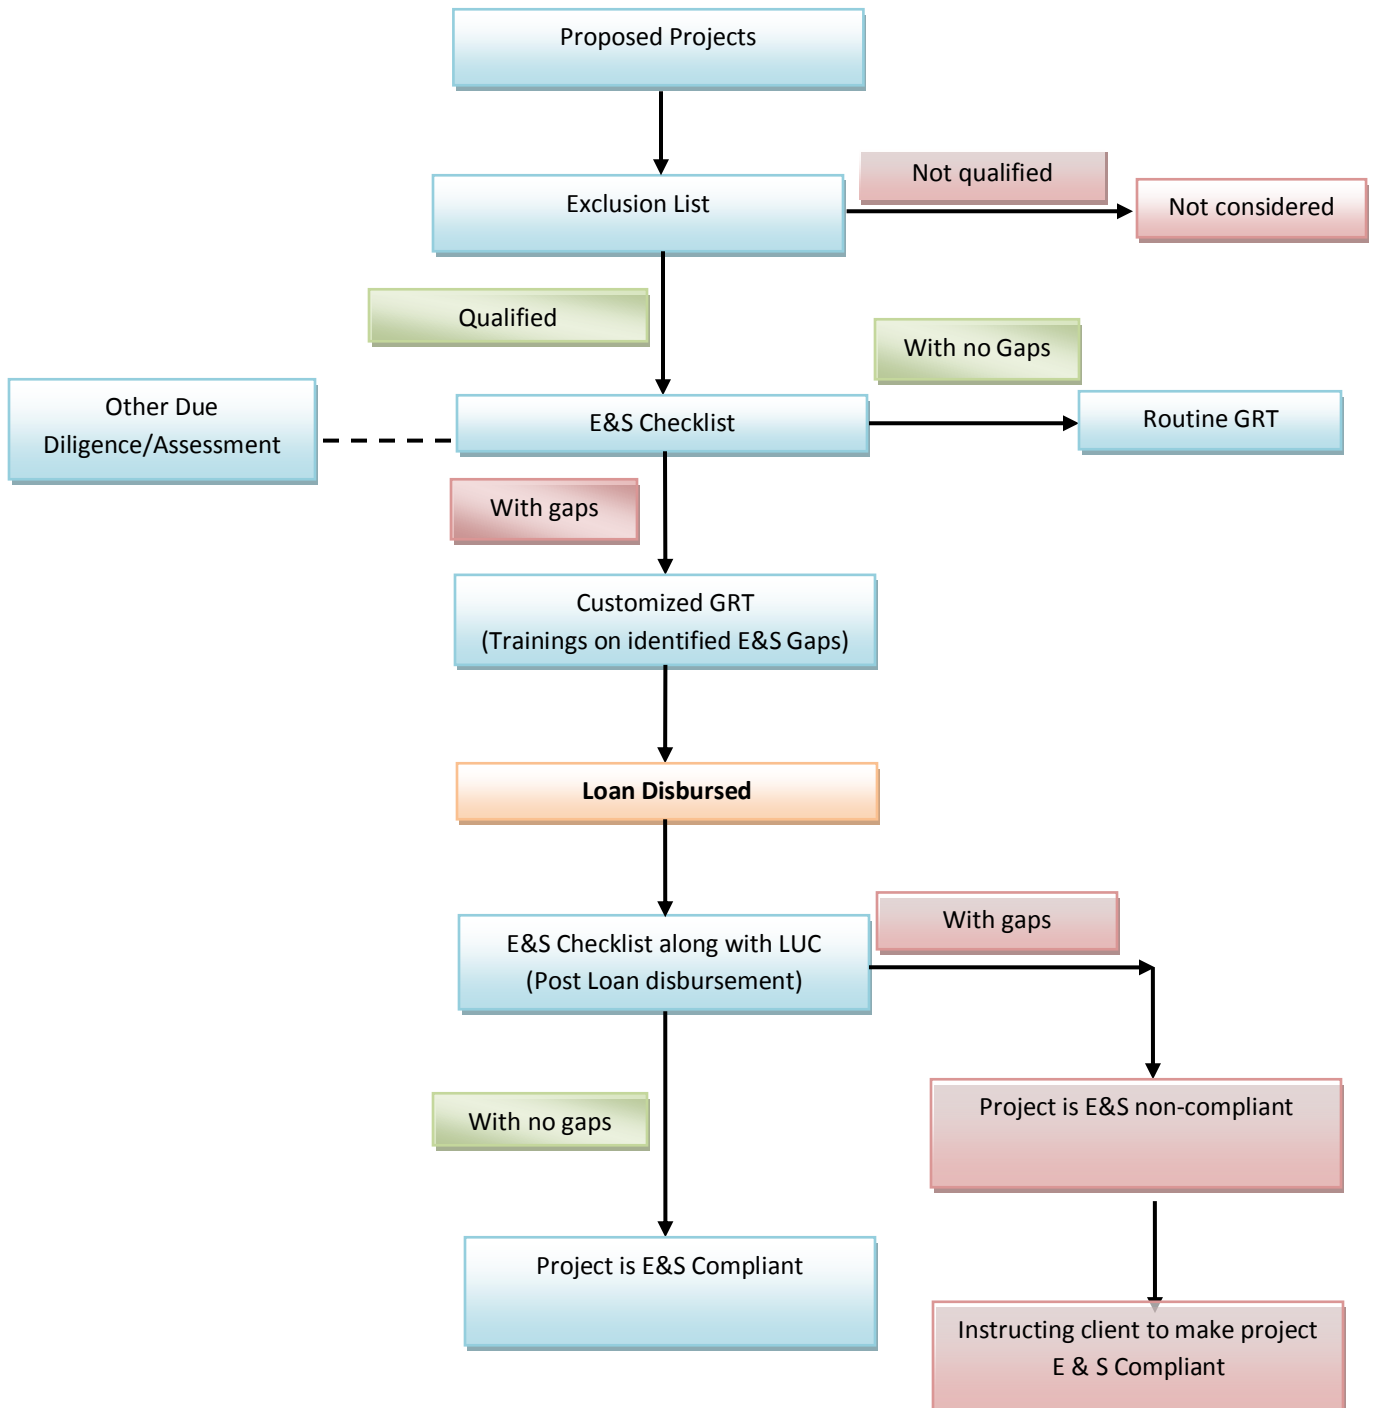 Proposed Projects
Not qualified
Exclusion List
Not considered
Qualified
With no Gaps
Other Due
Diligence/Assessment
E&S Checklist
Routine GRT
With gaps
Customized GRT
(Trainings on identified E&S Gaps)
Loan Disbursed
With gaps
E&S Checklist along with LUC
(Post Loan disbursement)
Project is E&S non-compliant
With no gaps
Project is E&S Compliant
Instructing client to make project
E & S Compliant